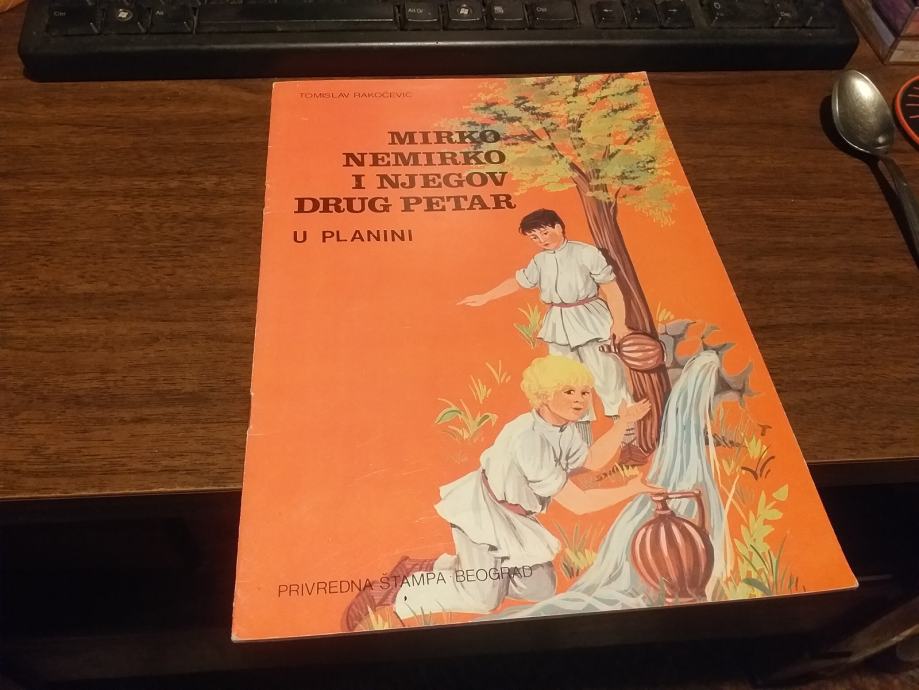 TOMISLAV RAKOČEVIĆ
MIRKO
NEMIRKO
I NJEGOV
DRUG PETAR
U PLANINI
PRIVREDNA ŠTAMPA BEOGRAD